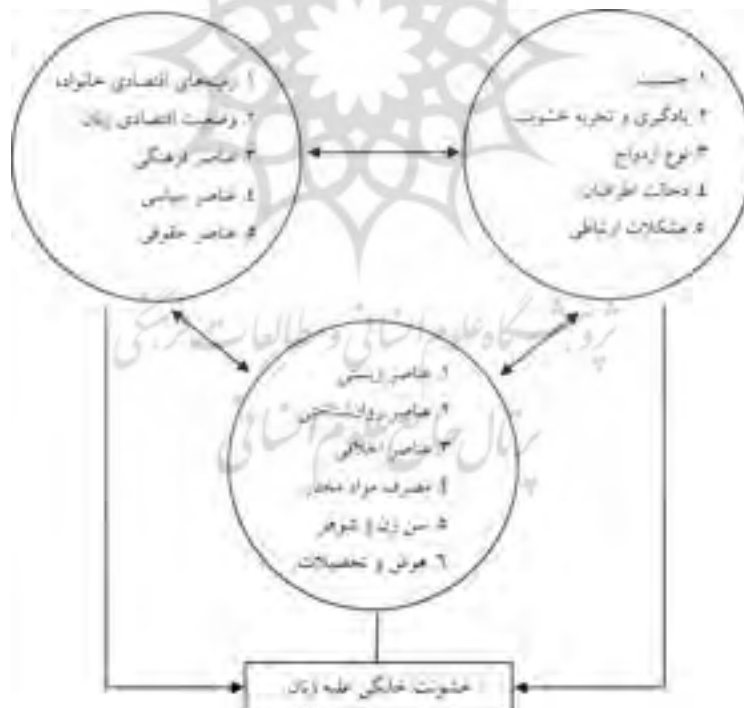 ۱. جنسیت
۲. یادگیری و تجربه خشونت
۳. نوع ازدواج
۴. دخالت اطرافیان
۵. مشکلات ارتباطی
۱. زمینه‌های اقتصادی خانواده
۲. وضعیت اقتصادی زنان
۳. عناصر فرهنگی
٤. عناصر سیاسی
۵. عناصر حقوقی
پژوهشگاه علوم انسانی و مطالعات فرهنگی
۱. عناصر زیستی
۲. عناصر روان‌شناختی
۳. عناصر اخلاقی
٤. مصرف مواد مخدر
۵. سن زن و شوهر
٦. هوش و تحصیلات
پرتال جامع علوم انسانی
خشونت خانگی علیه زنان